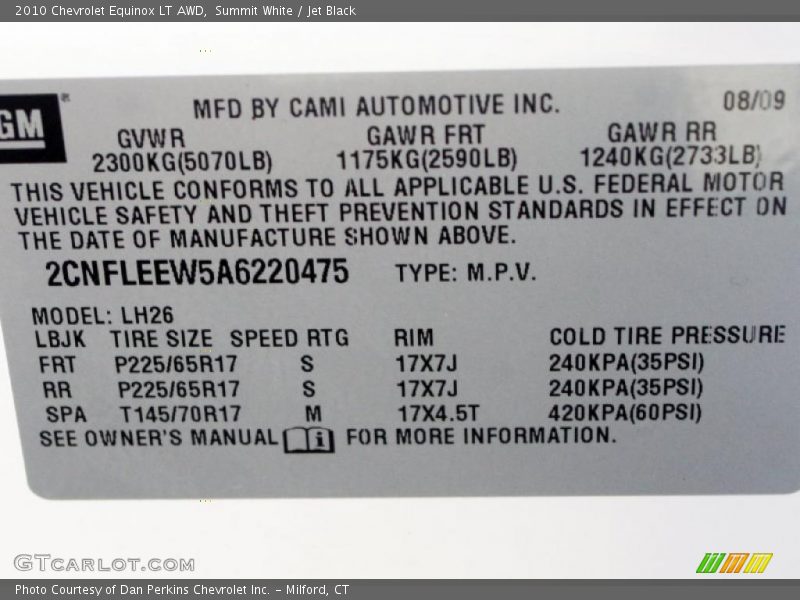 2010 Chevrolet Equinox LT AWD,  Summit White / Jet Black
GM
MFD BY CAMI AUTOMOTIVE INC. 08/09
GVWR GAWR FRT GAWR RR
2300KG(5070LB) 1175KG(2590LB) 1240KG(2733LB)
THIS VEHICLE CONFORMS TO ALL APPLICABLE U.S. FEDERAL MOTOR
VEHICLE SAFETY AND THEFT PREVENTION STANDARDS IN EFFECT ON
THE DATE OF MANUFACTURE SHOWN ABOVE.
2CNFLEEW5A6220475 TYPE: M.P.V.
MODEL: LH26
LBJK TIRE SIZE SPEED RTG RIM COLD TIRE PRESSURE
FRT P225/65R17 S 17X7J 240KPA(35PSI)
RR P225/65R17 S 17X7J 240KPA(35PSI)
SPA T145/70R17 M 17X4.5T 420KPA(60PSI)
SEE OWNER'S MANUAL i FOR MORE INFORMATION.
GTCARLOT.COM
Photo Courtesy of Dan Perkins Chevrolet Inc. - Milford, CT